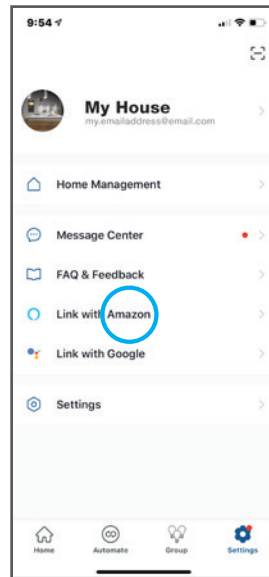 9:54
My House
my.emailaddress@email.com
Home Management
Message Center
FAQ & Feedback
Link with Amazon
Link with Google
Settings
Home Automate Group Settings